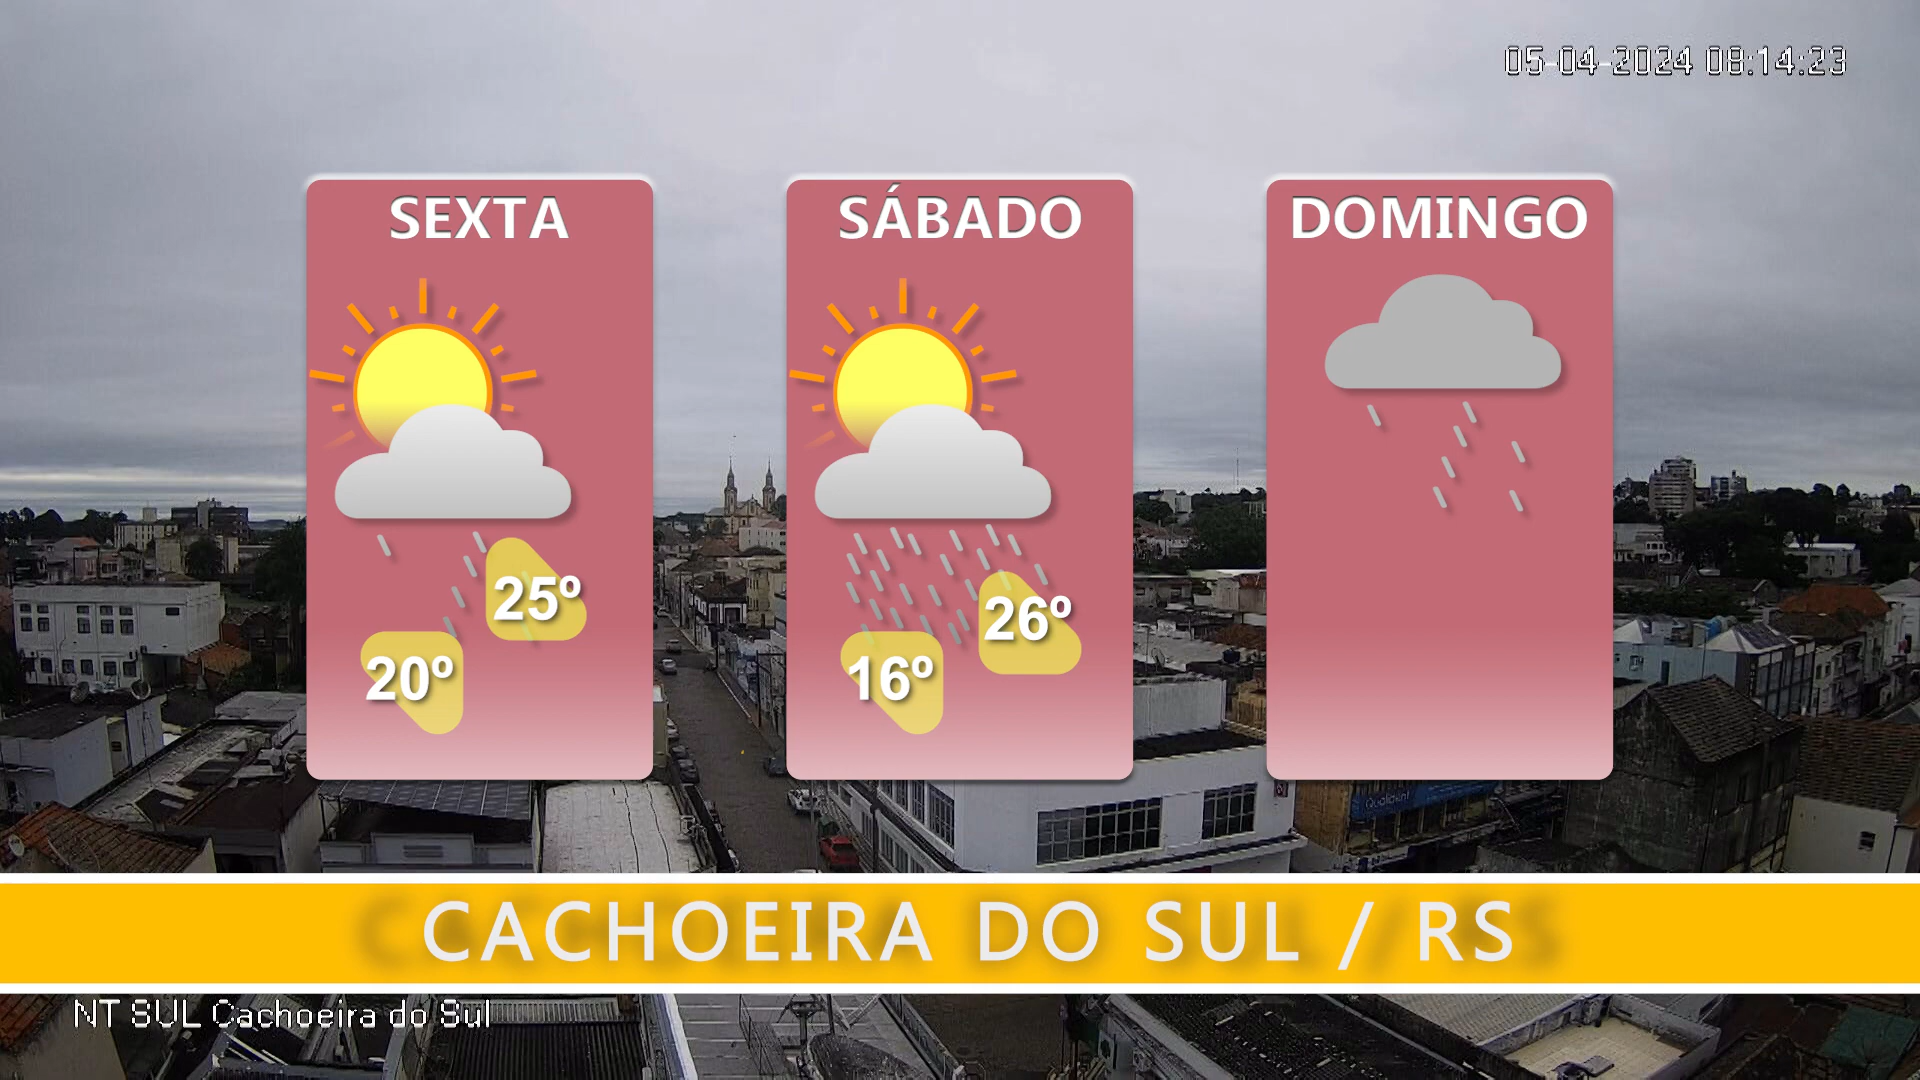 05-04-2024 08:14:23
SEXTA
25º
20º
SÁBADO
26º
16º
DOMINGO
Qualident
CACHOEIRA DO SUL / RS
NT SUL Cachoeira do Sul